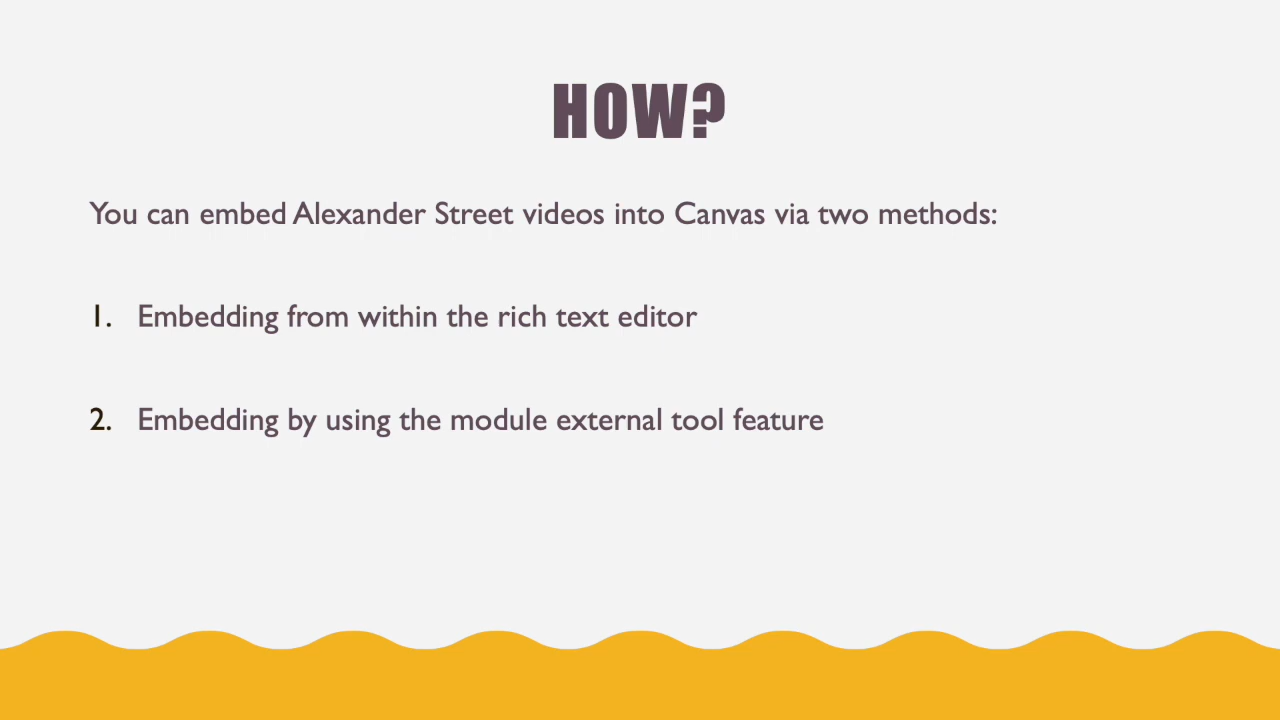 HOW?
You can embed Alexander Street videos into Canvas via two methods:
1. Embedding from within the rich text editor
2. Embedding by using the module external tool feature